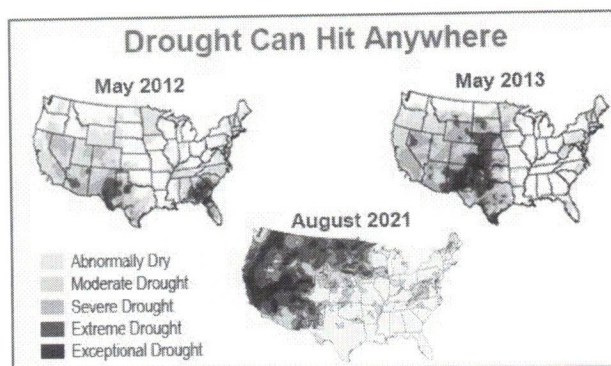 Drought Can Hit Anywhere
May 2012
May 2013
August 2021
Abnormally Dry
Moderate Drought
Severe Drought
Extreme Drought
Exceptional Drought